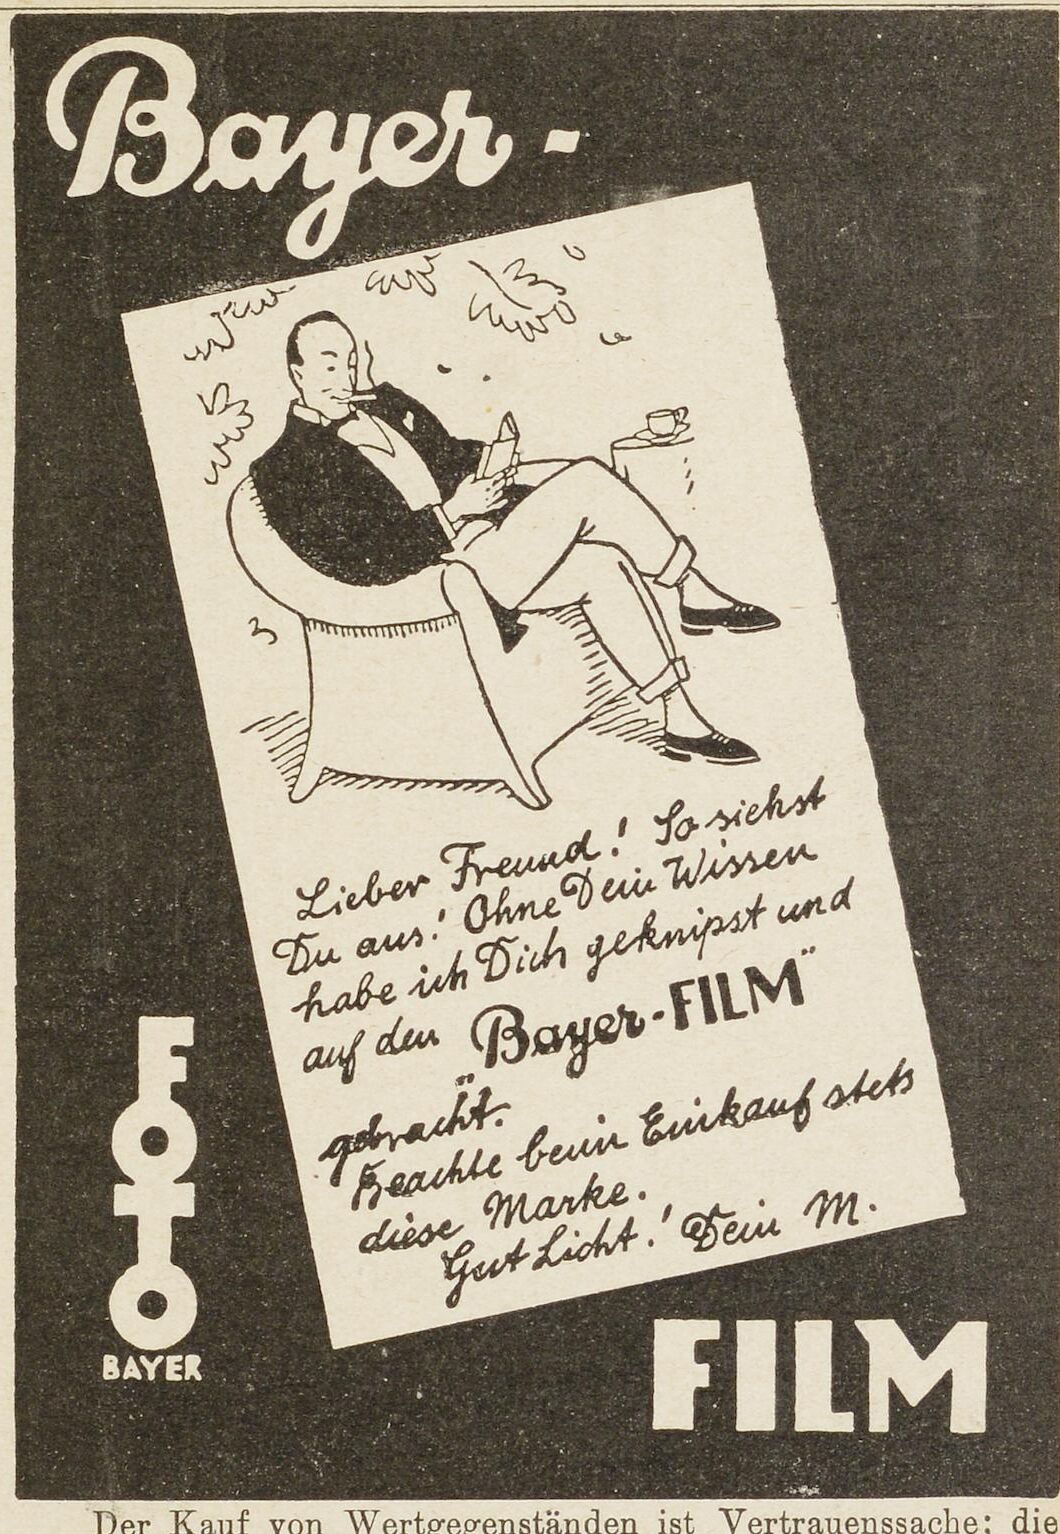 Bayer-
Lieber Freund! So siehst
Du aus! Ohne Dein Wissen
habe ich Dich geknipst und
auf den „Bayer-FILM“
gebracht.
Beachte beim Einkauf stets
diese Marke.
Gut Licht! Dein M.
FOTO
BAYER
FILM
Der Kauf von Wertgegenständen ist Vertrauenssache; die